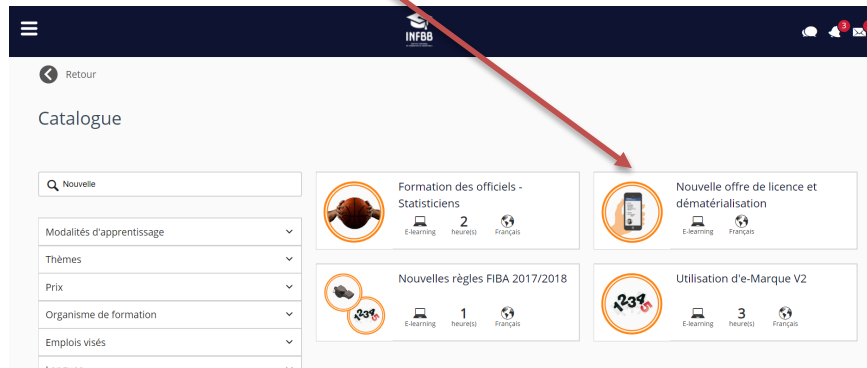 INFBB
3
Retour
Catalogue
Nouvelle
Modalités d'apprentissage
Thèmes
Prix
Organisme de formation
Emplois visés
Formation des officiels -
Statisticiens
2
E-learning heure(s) Français
Nouvelle offre de licence et
dématérialisation
E-learning Français
Nouvelles règles FIBA 2017/2018
1
E-learning heure(s) Français
Utilisation d'e-Marque V2
3
E-learning heure(s) Français